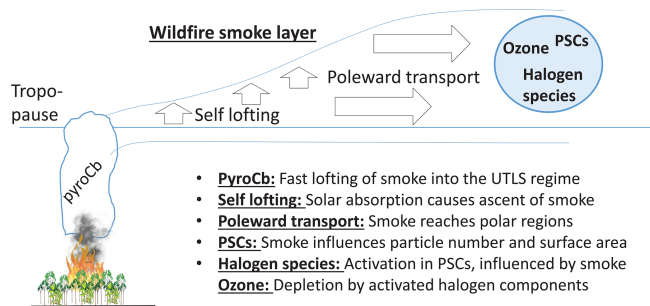 Wildfire smoke layer
Ozone PSCs
Halogen
species
Poleward transport
Tropo-
pause
Self lofting
pyroCb
• PyroCb: Fast lofting of smoke into the UTLS regime
• Self lofting: Solar absorption causes ascent of smoke
• Poleward transport: Smoke reaches polar regions
• PSCs: Smoke influences particle number and surface area
• Halogen species: Activation in PSCs, influenced by smoke
Ozone: Depletion by activated halogen components